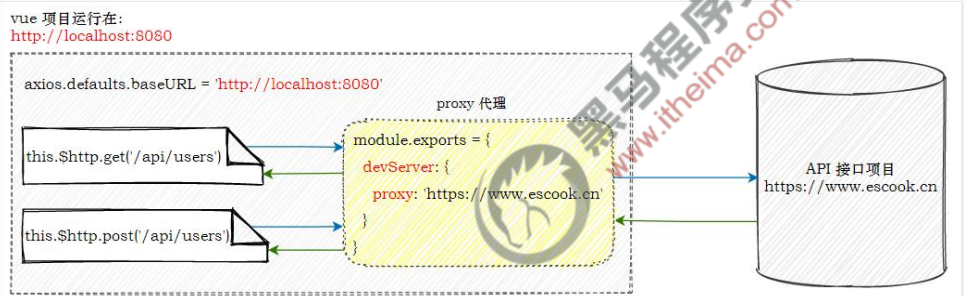 vue 项目运行在:
http://localhost:8080
axios.defaults.baseURL = 'http://localhost:8080'
proxy 代理
this.$http.get('/api/users')
this.$http.post('/api/users')
module.exports = {
devServer: {
proxy: 'https://www.escook.cn'
}
}
API 接口项目
https://www.escook.cn
黑马程序
www.itheima.com